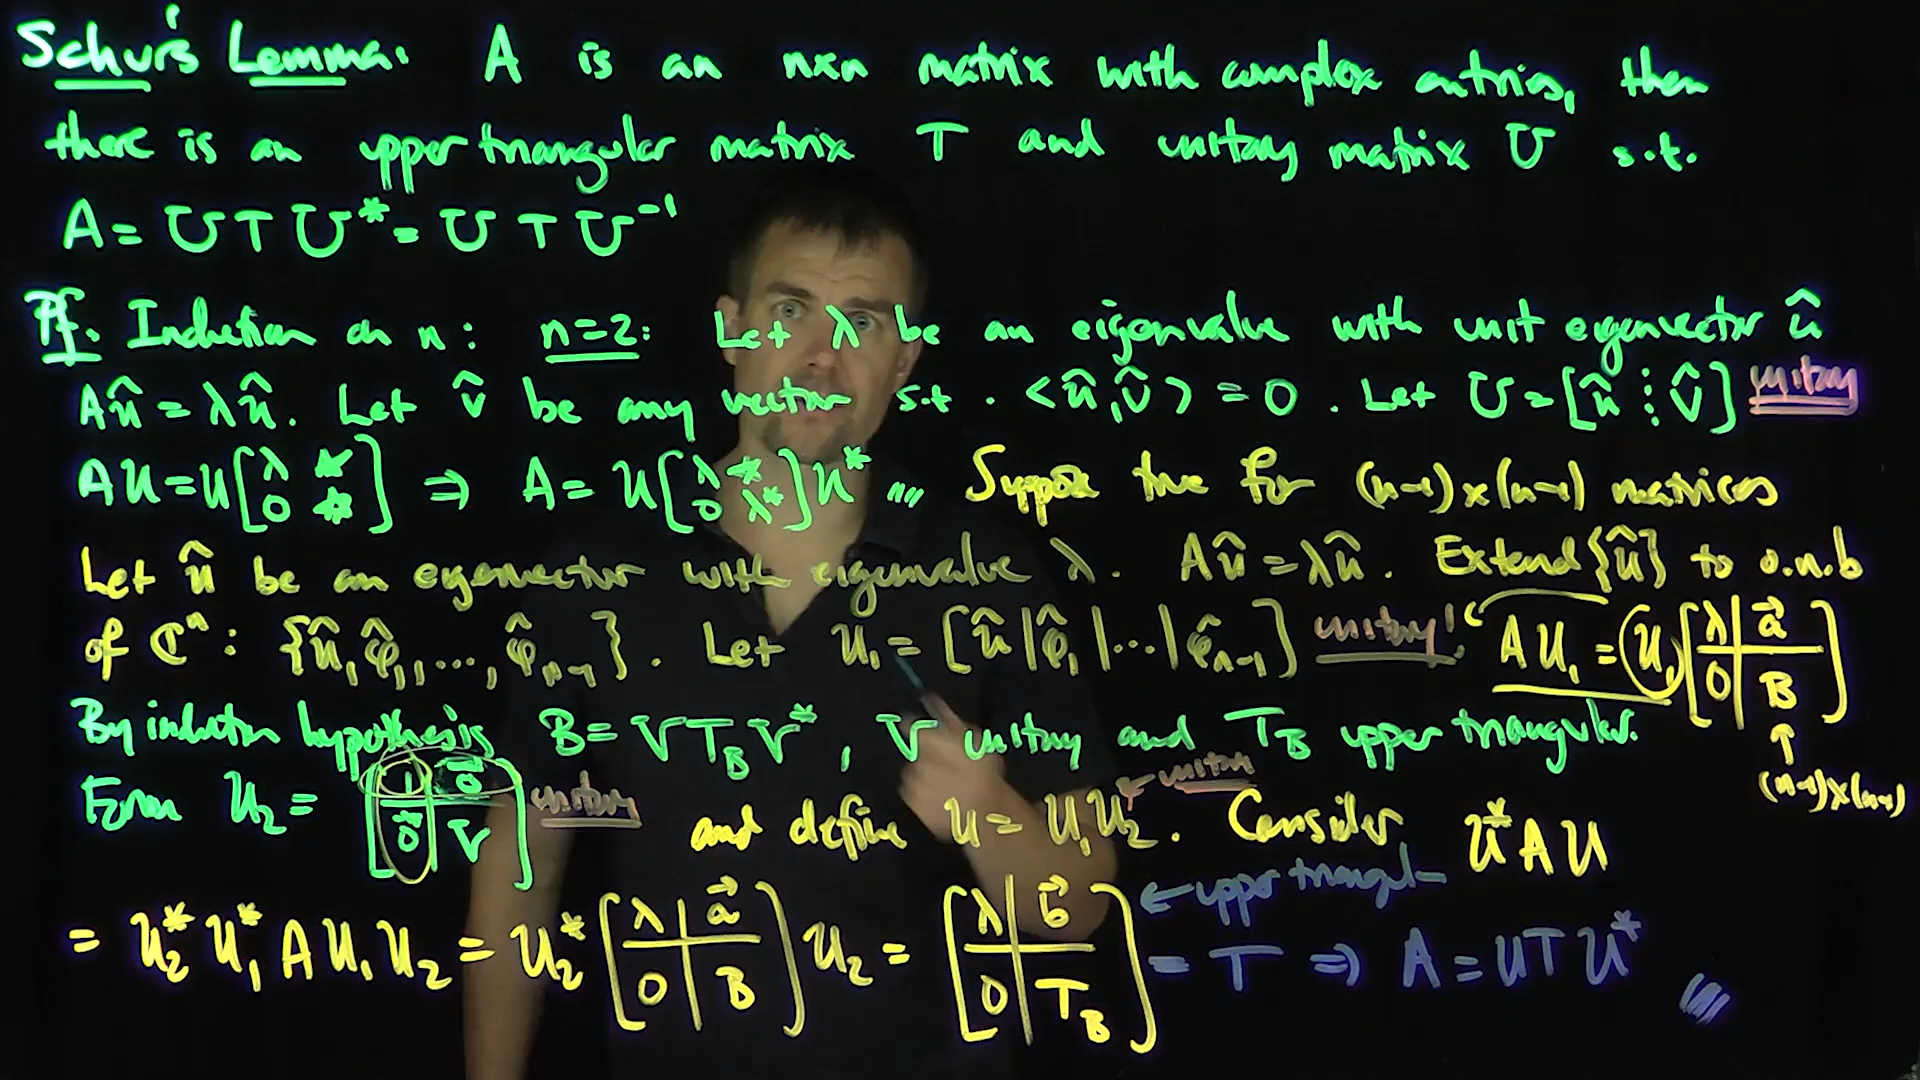 Schur's Lemma: A is an n×n matrix with complex entries, then
there is an upper triangular matrix T and unitary matrix U s.t.
A = U T U* = U T U⁻¹
Pf. Induction on n: n=2: Let λ be an eigenvalue with unit eigenvector û
Aû = λû. Let v̂ be any vector s.t. <û, v̂> = 0. Let U = [û ⋮ v̂] unitary
AU = U[λ * / 0 *] ⇒ A = U[λ * / 0 λ*]U* "" Suppose true for (n-1)×(n-1) matrices
Let û be an eigenvector with eigenvalue λ. Aû = λû. Extend {û} to o.n.b
of ℂⁿ: {û, φ̂₁, ..., φ̂ₙ₋₁}. Let U₁ = [û | φ̂₁ | ... | φ̂ₙ₋₁] unitary! AU₁ = U₁[λ | a⃗ / 0 | B]
By induction hypothesis B = V T_B V*, V unitary and T_B upper triangular. ↑
(n-1)×(n-1)
Form U₂ = [1 | 0⃗ / 0⃗ | V] unitary and define U = U₁U₂. ← unitary Consider U*AU
= U₂* U₁* A U₁ U₂ = U₂* [λ | a⃗ / 0 | B] U₂ = [λ | b⃗ / 0 | T_B] ← upper triangul = T ⇒ A = UTU*